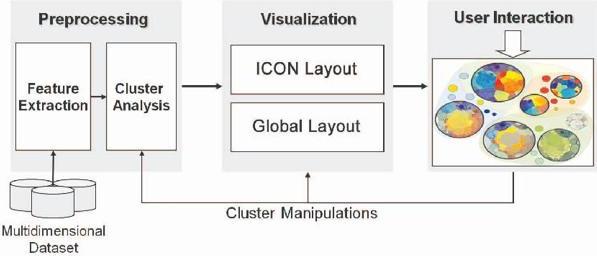 Preprocessing
Visualization
User Interaction
Feature
Extraction
Cluster
Analysis
ICON Layout
Global Layout
Cluster Manipulations
Multidimensional
Dataset